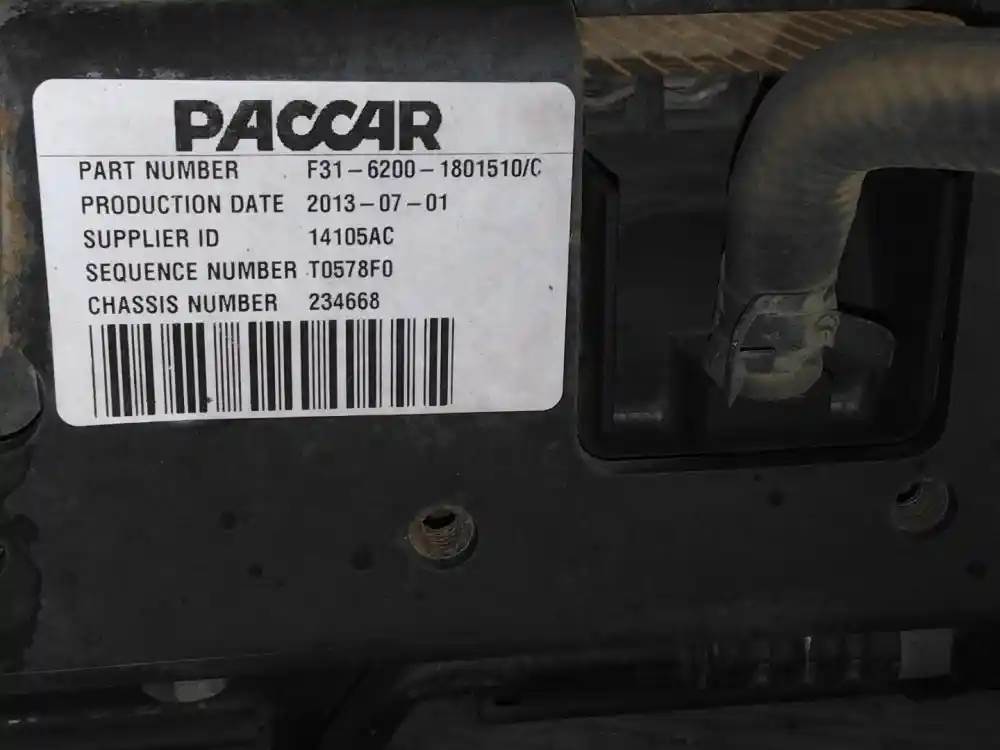 PACCAR
PART NUMBER F31-6200-1801510/C
PRODUCTION DATE 2013-07-01
SUPPLIER ID 14105AC
SEQUENCE NUMBER T0578F0
CHASSIS NUMBER 234668